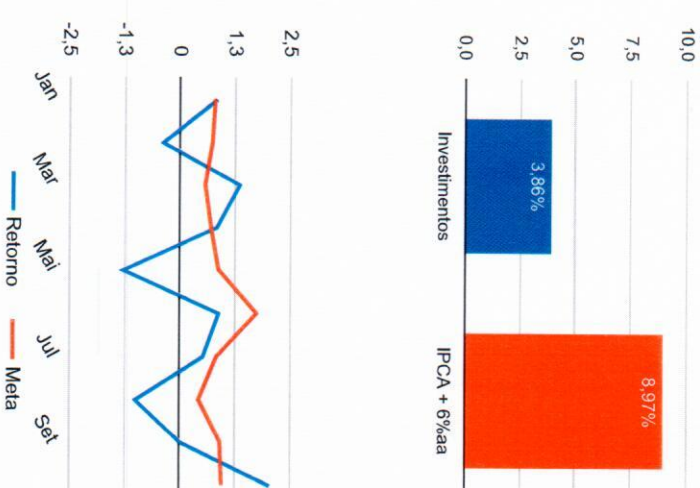 10,0
7,5
5,0
2,5
0,0
3,86%
8,97%
Investimentos
IPCA + 6%aa
2,5
1,3
0
-1,3
-2,5
Jan
Mar
Mai
Jul
Set
Retorno
Meta